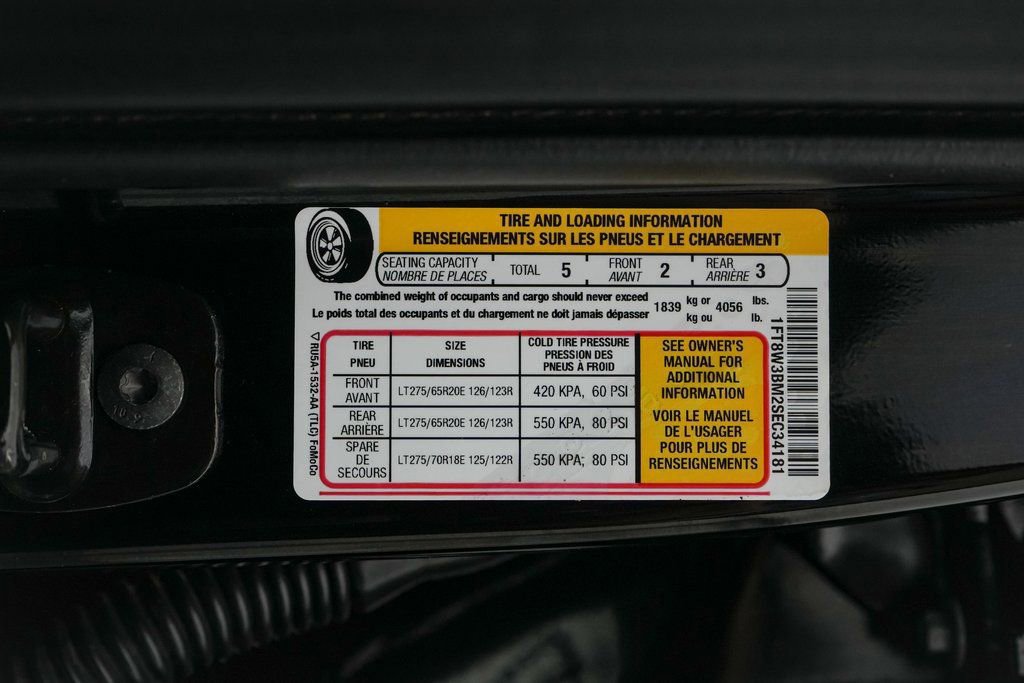 TIRE AND LOADING INFORMATION
RENSEIGNEMENTS SUR LES PNEUS ET LE CHARGEMENT
SEATING CAPACITY
NOMBRE DE PLACES
TOTAL 5
FRONT
AVANT
2
REAR
ARRIÈRE
3
The combined weight of occupants and cargo should never exceed
Le poids total des occupants et du chargement ne doit jamais dépasser
1839
kg or
kg ou
4056
lbs.
lb.
TIRE
PNEU
SIZE
DIMENSIONS
COLD TIRE PRESSURE
PRESSION DES
PNEUS À FROID
FRONT
AVANT
LT275/65R20E 126/123R
420 KPA, 60 PSI
REAR
ARRIÈRE
LT275/65R20E 126/123R
550 KPA, 80 PSI
SPARE
DE
SECOURS
LT275/70R18E 125/122R
550 KPA, 80 PSI
SEE OWNER'S
MANUAL FOR
ADDITIONAL
INFORMATION
VOIR LE MANUEL
DE L'USAGER
POUR PLUS DE
RENSEIGNEMENTS
1FT8W3BM2SEC34181
RU5A-1532-AA (TLC) FoMoCo
10.9